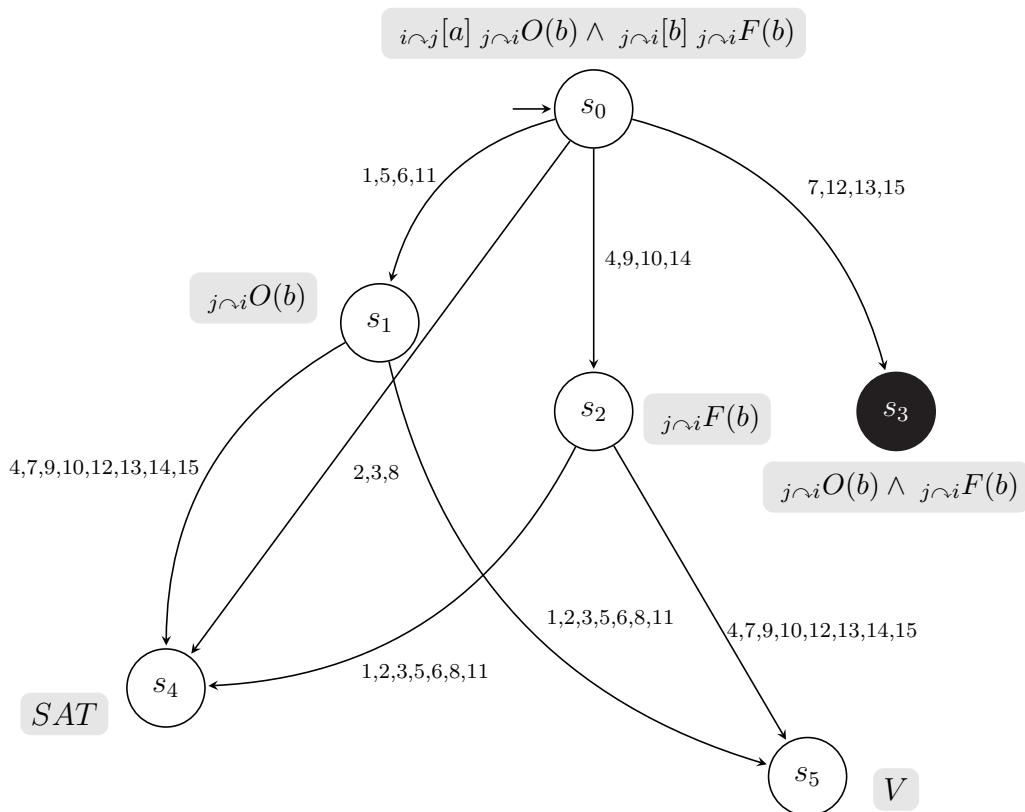 i↷j[a] j↷iO(b) ∧ j↷i[b] j↷iF(b)
s0
1,5,6,11
7,12,13,15
4,9,10,14
j↷iO(b)
s1
s2
j↷iF(b)
s3
4,7,9,10,12,13,14,15
2,3,8
j↷iO(b) ∧ j↷iF(b)
1,2,3,5,6,8,11
4,7,9,10,12,13,14,15
1,2,3,5,6,8,11
s4
SAT
s5
V